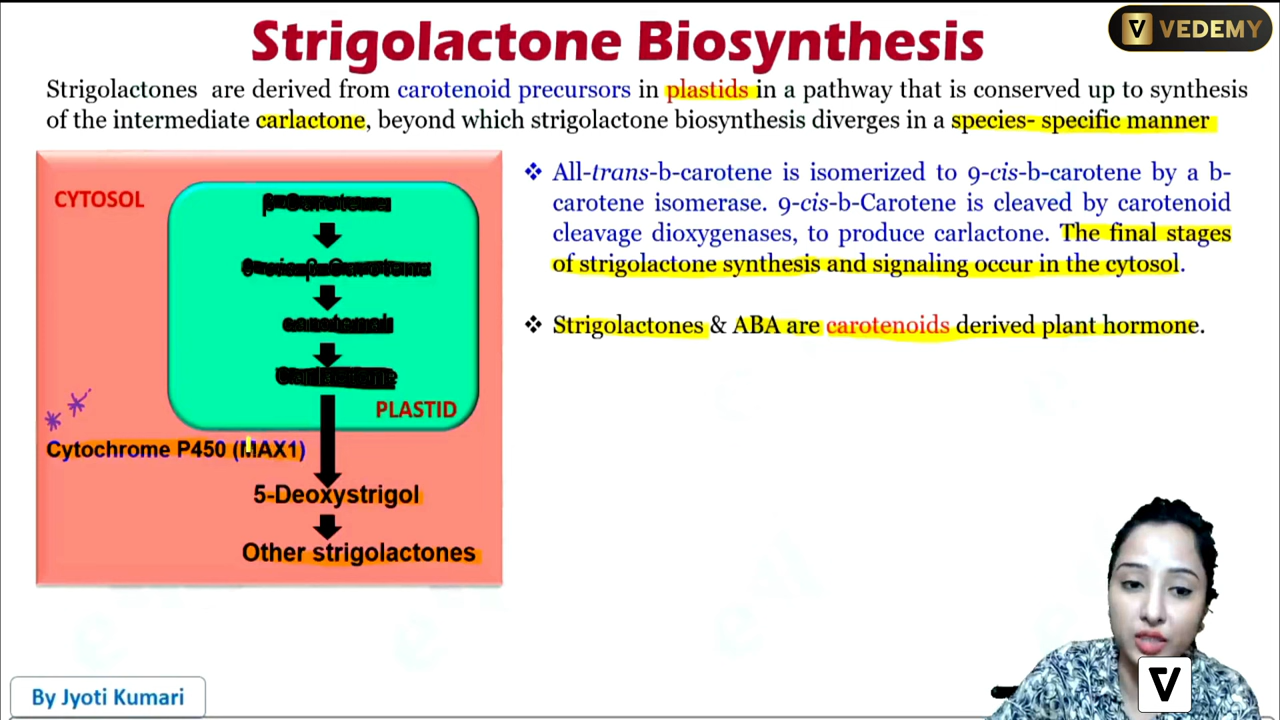 Strigolactone Biosynthesis
VEDEMY
Strigolactones are derived from carotenoid precursors in plastids in a pathway that is conserved up to synthesis
of the intermediate carlactone, beyond which strigolactone biosynthesis diverges in a species- specific manner
CYTOSOL
PLASTID
Cytochrome P450 (MAX1)
5-Deoxystrigol
Other strigolactones
❖ All-trans-b-carotene is isomerized to 9-cis-b-carotene by a b-
carotene isomerase. 9-cis-b-Carotene is cleaved by carotenoid
cleavage dioxygenases, to produce carlactone. The final stages
of strigolactone synthesis and signaling occur in the cytosol.
❖ Strigolactones & ABA are carotenoids derived plant hormone.
By Jyoti Kumari